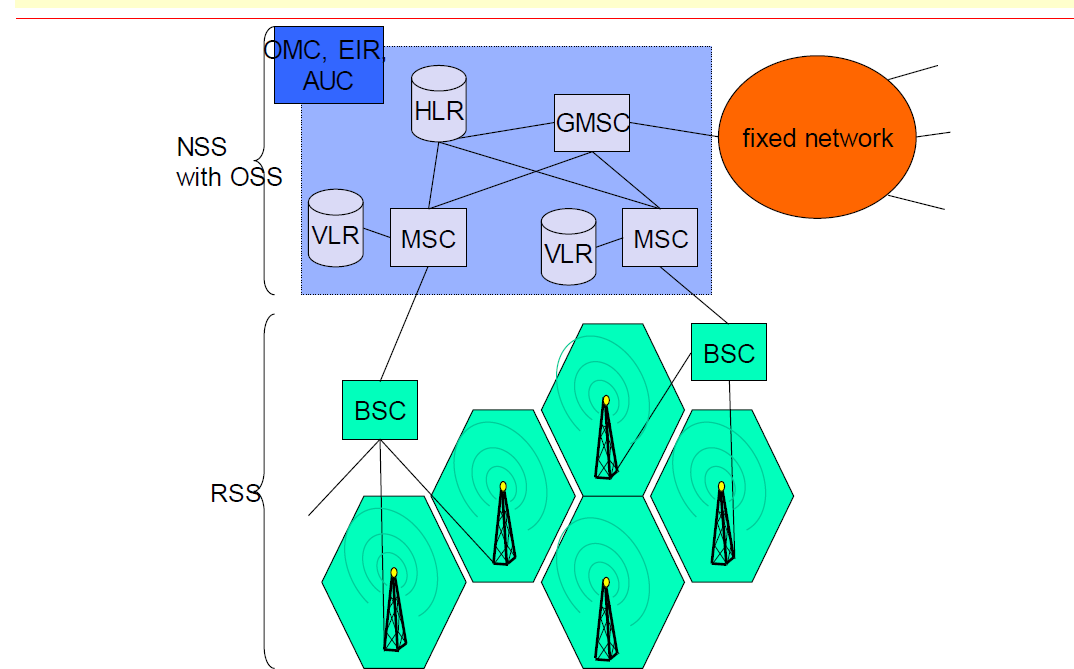 OMC, EIR,
AUC
HLR
GMSC
fixed network
NSS
with OSS
VLR
MSC
VLR
MSC
BSC
BSC
RSS